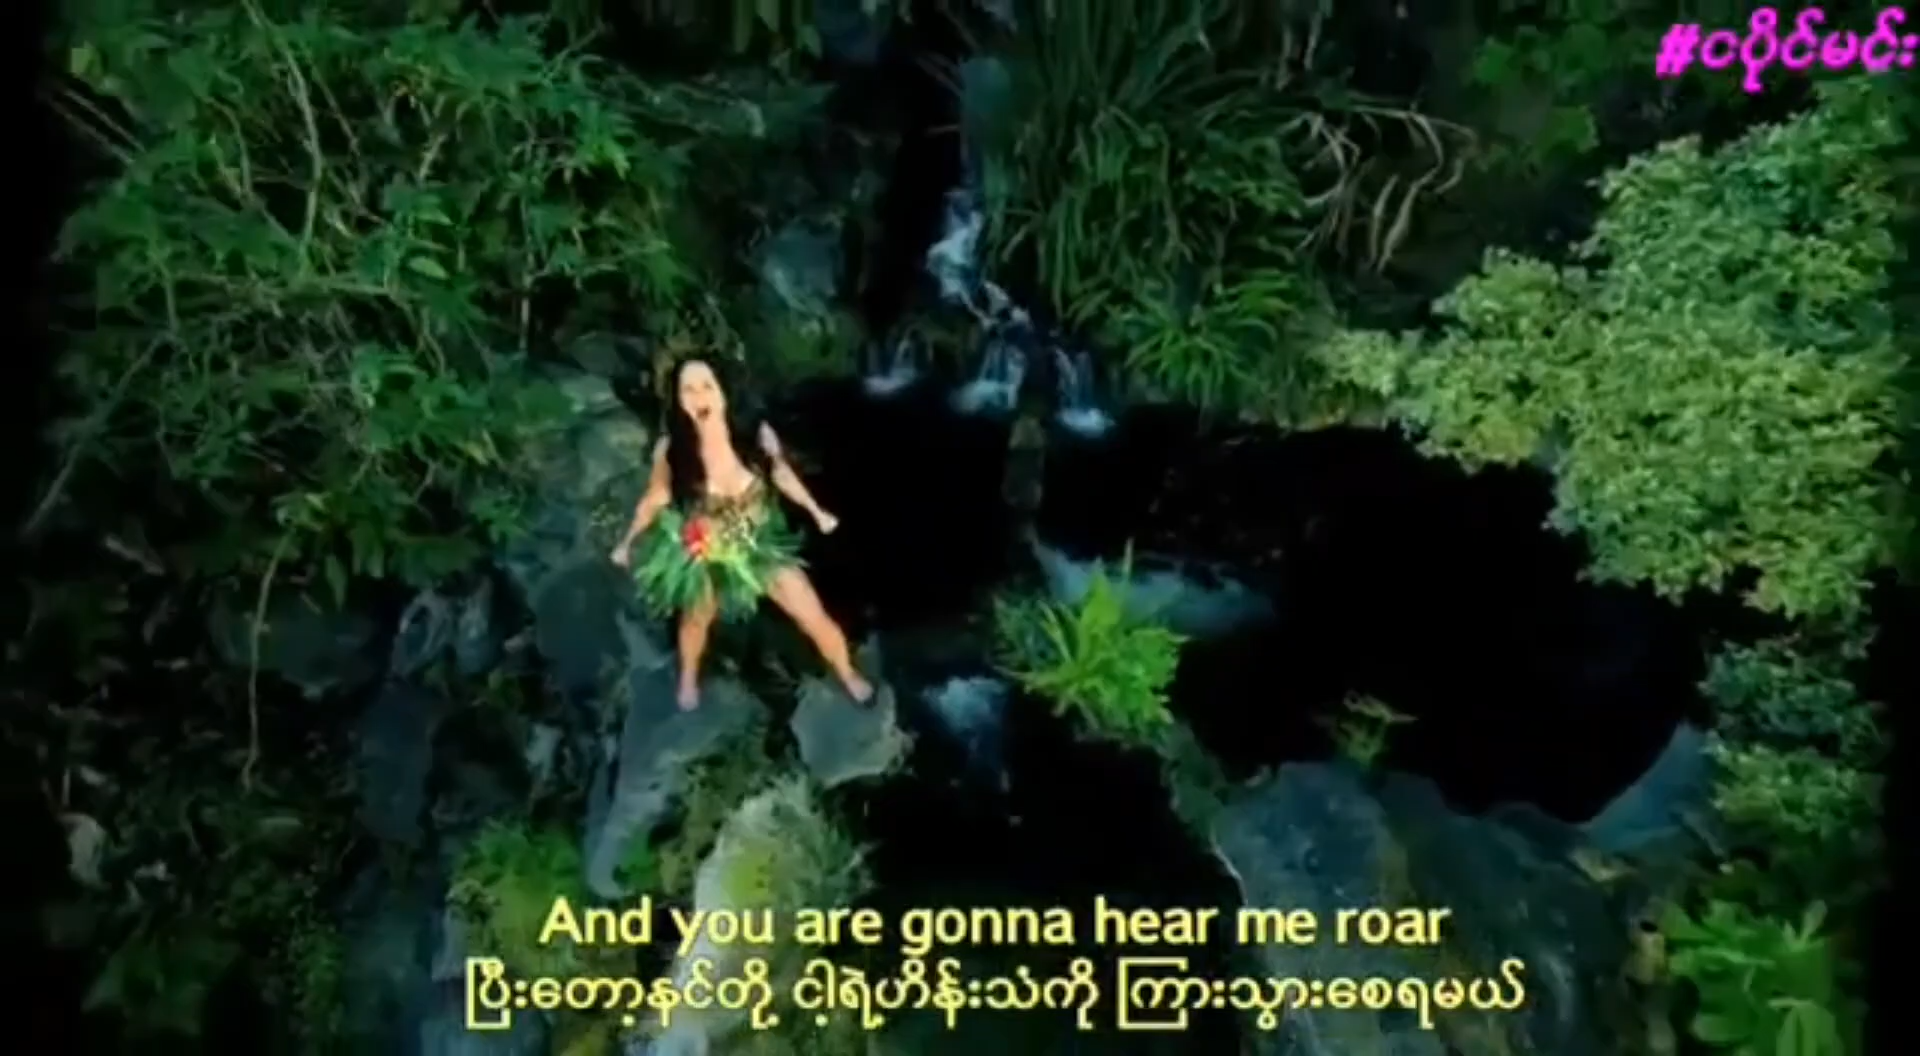 #ငပိုင်မင်း
And you are gonna hear me roar
ပြီးတော့နင်တို့ ငါ့ရဲ့ဟိန်းသံကို ကြားသွားစေရမယ်